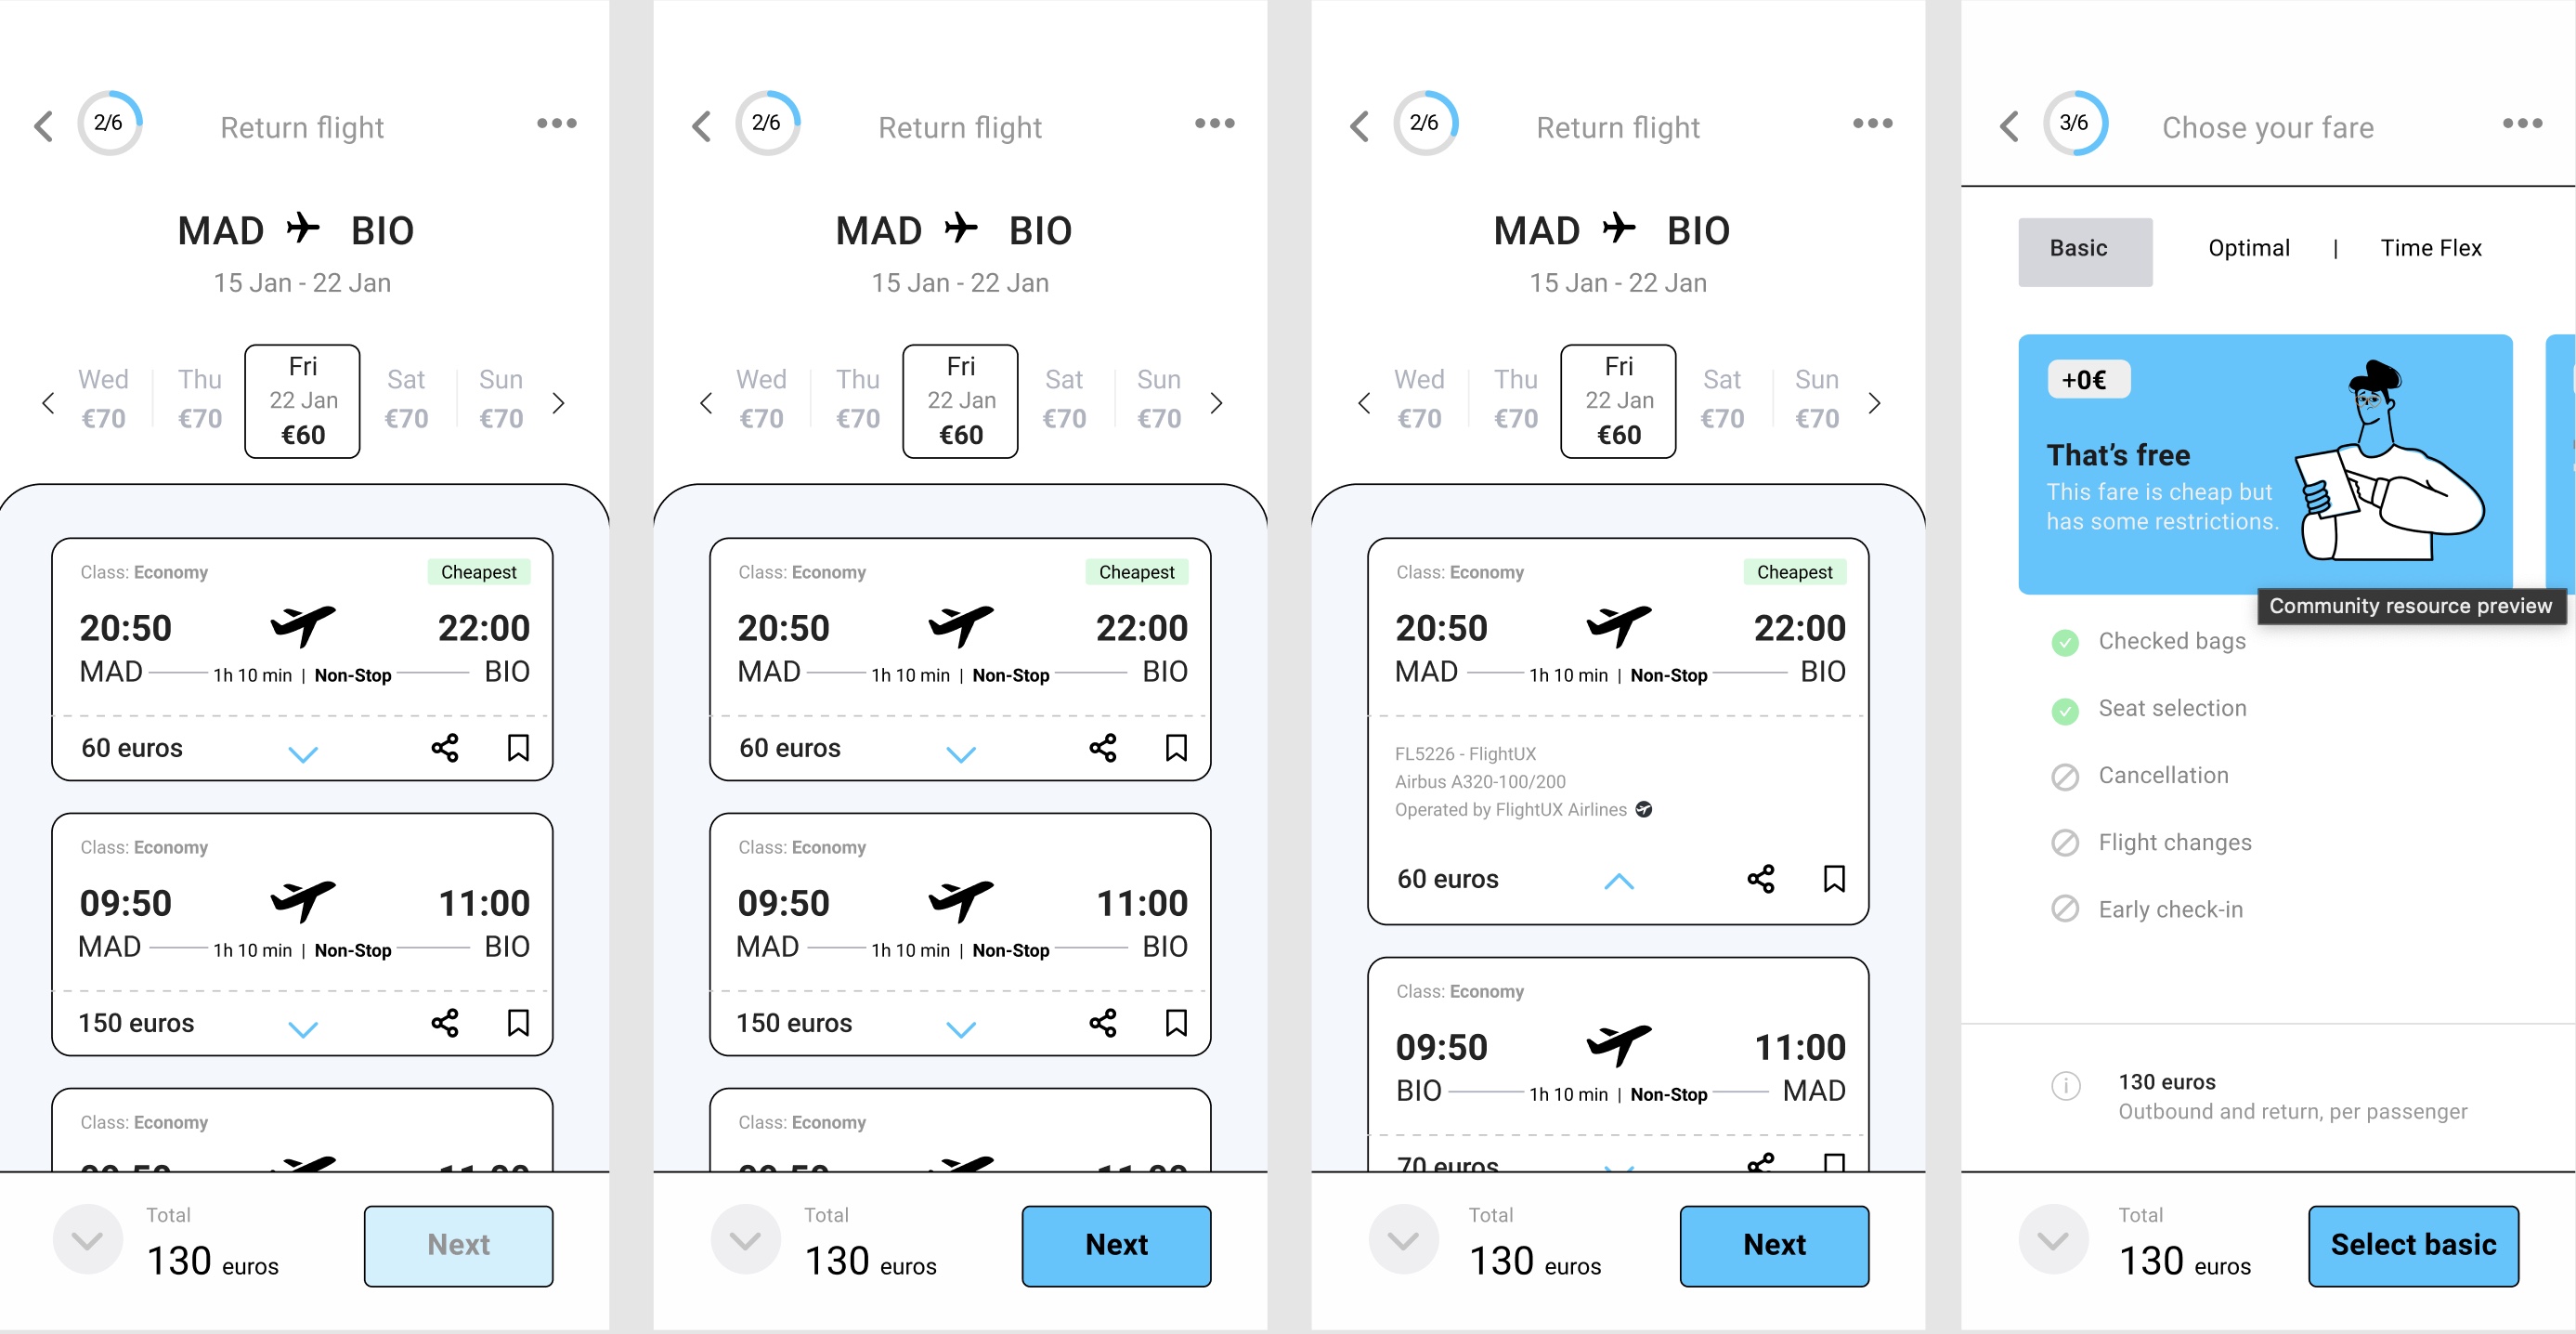 2/6 Return flight
MAD BIO
15 Jan - 22 Jan
Wed Thu Fri Sat Sun
€70 €70 22 Jan €70 €70
€60
Class: Economy Cheapest
20:50 22:00
MAD 1h 10 min | Non-Stop BIO
60 euros
Class: Economy
09:50 11:00
MAD 1h 10 min | Non-Stop BIO
150 euros
Class: Economy
09:50 11:00
Total
130 euros
Next
2/6 Return flight
MAD BIO
15 Jan - 22 Jan
Wed Thu Fri Sat Sun
€70 €70 22 Jan €70 €70
€60
Class: Economy Cheapest
20:50 22:00
MAD 1h 10 min | Non-Stop BIO
60 euros
Class: Economy
09:50 11:00
MAD 1h 10 min | Non-Stop BIO
150 euros
Class: Economy
09:50 11:00
Total
130 euros
Next
2/6 Return flight
MAD BIO
15 Jan - 22 Jan
Wed Thu Fri Sat Sun
€70 €70 22 Jan €70 €70
€60
Class: Economy Cheapest
20:50 22:00
MAD 1h 10 min | Non-Stop BIO
FL5226 - FlightUX
Airbus A320-100/200
Operated by FlightUX Airlines
60 euros
Class: Economy
09:50 11:00
BIO 1h 10 min | Non-Stop MAD
70 euros
Total
130 euros
Next
3/6 Chose your fare
Basic Optimal | Time Flex
+0€
That's free
This fare is cheap but
has some restrictions.
Community resource preview
Checked bags
Seat selection
Cancellation
Flight changes
Early check-in
130 euros
Outbound and return, per passenger
Total
130 euros
Select basic